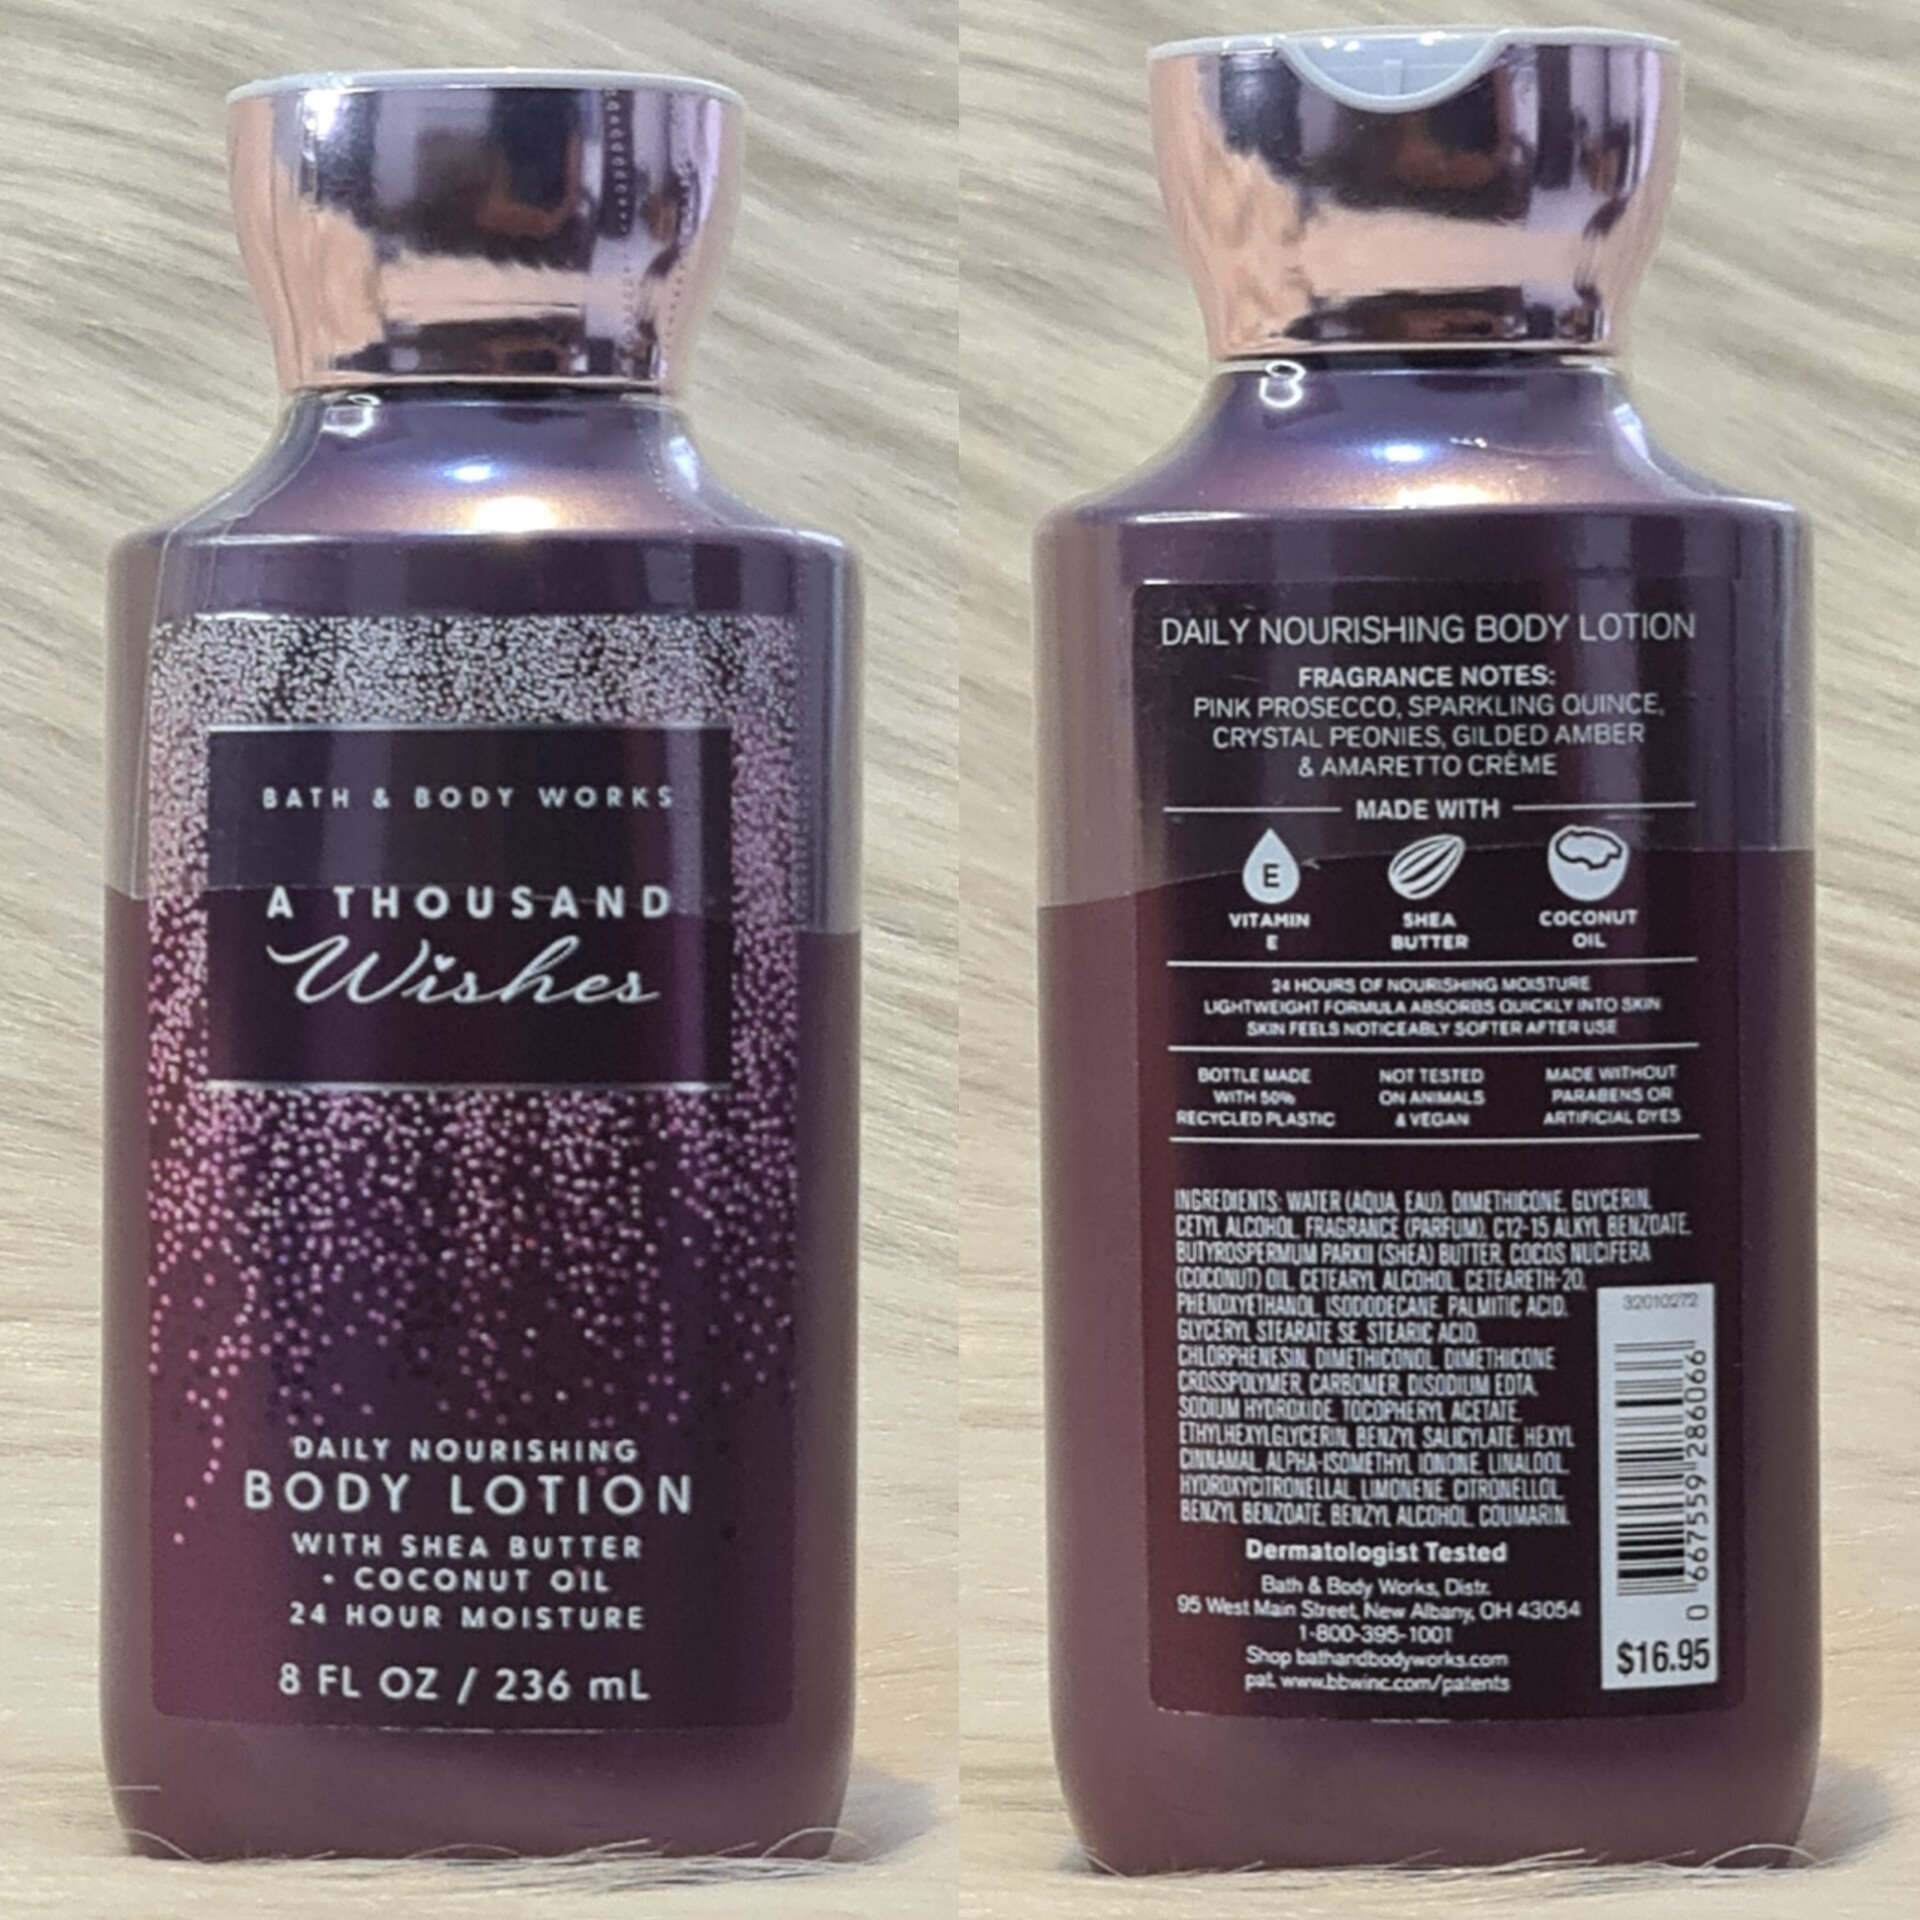 BATH & BODY WORKS
A THOUSAND
Wishes
DAILY NOURISHING
BODY LOTION
WITH SHEA BUTTER
+ COCONUT OIL
24 HOUR MOISTURE
8 FL OZ / 236 mL
DAILY NOURISHING BODY LOTION
FRAGRANCE NOTES:
PINK PROSECCO, SPARKLING QUINCE,
CRYSTAL PEONIES, GILDED AMBER
& AMARETTO CRÈME
MADE WITH
E
VITAMIN
E
SHEA
BUTTER
COCONUT
OIL
24 HOURS OF NOURISHING MOISTURE
LIGHTWEIGHT FORMULA ABSORBS QUICKLY INTO SKIN
SKIN FEELS NOTICEABLY SOFTER AFTER USE
BOTTLE MADE
WITH 50%
RECYCLED PLASTIC
NOT TESTED
ON ANIMALS
& VEGAN
MADE WITHOUT
PARABENS OR
ARTIFICIAL DYES
INGREDIENTS: WATER (AQUA, EAU), DIMETHICONE, GLYCERIN,
CETYL ALCOHOL, FRAGRANCE (PARFUM), C12-15 ALKYL BENZOATE,
BUTYROSPERMUM PARKII (SHEA) BUTTER, COCOS NUCIFERA
(COCONUT) OIL, CETEARYL ALCOHOL, CETEARETH-20,
PHENOXYETHANOL, ISODODECANE, PALMITIC ACID,
GLYCERYL STEARATE SE, STEARIC ACID,
CHLORPHENESIN, DIMETHICONOL, DIMETHICONE
CROSSPOLYMER, CARBOMER, DISODIUM EDTA,
SODIUM HYDROXIDE, TOCOPHERYL ACETATE,
ETHYLHEXYLGLYCERIN, BENZYL SALICYLATE, HEXYL
CINNAMAL, ALPHA-ISOMETHYL IONONE, LINALOOL,
HYDROXYCITRONELLAL, LIMONENE, CITRONELLOL,
BENZYL BENZOATE, BENZYL ALCOHOL, COUMARIN.
Dermatologist Tested
Bath & Body Works, Distr.
95 West Main Street, New Albany, OH 43054
1-800-395-1001
Shop bathandbodyworks.com
pat. www.bbwinc.com/patents
32010272
0 667559 286066
$16.95